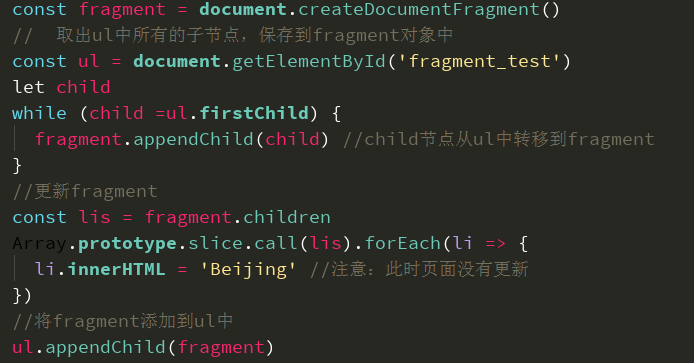 const fragment = document.createDocumentFragment()
//  取出ul中所有的子节点，保存到fragment对象中
const ul = document.getElementById('fragment_test')
let child
while (child =ul.firstChild) {
  fragment.appendChild(child) //child节点从ul中转移到fragment
}
//更新fragment
const lis = fragment.children
Array.prototype.slice.call(lis).forEach(li => {
  li.innerHTML = 'Beijing' //注意：此时页面没有更新
})
//将fragment添加到ul中
ul.appendChild(fragment)